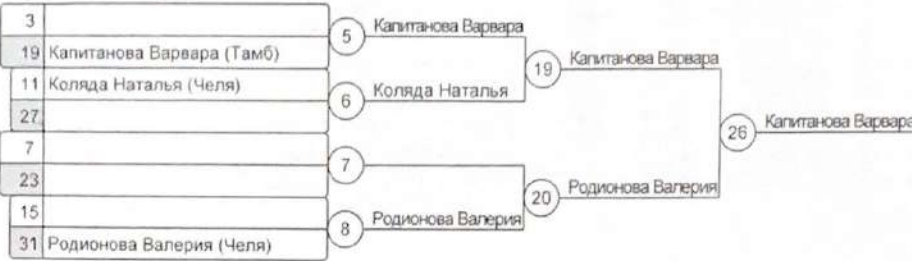 3
5 Капитанова Варвара
19 Капитанова Варвара (Тамб)
19 Капитанова Варвара
11 Коляда Наталья (Челя)
6 Коляда Наталья
27
26 Капитанова Варвара
7
7
23
20 Родионова Валерия
15
8 Родионова Валерия
31 Родионова Валерия (Челя)